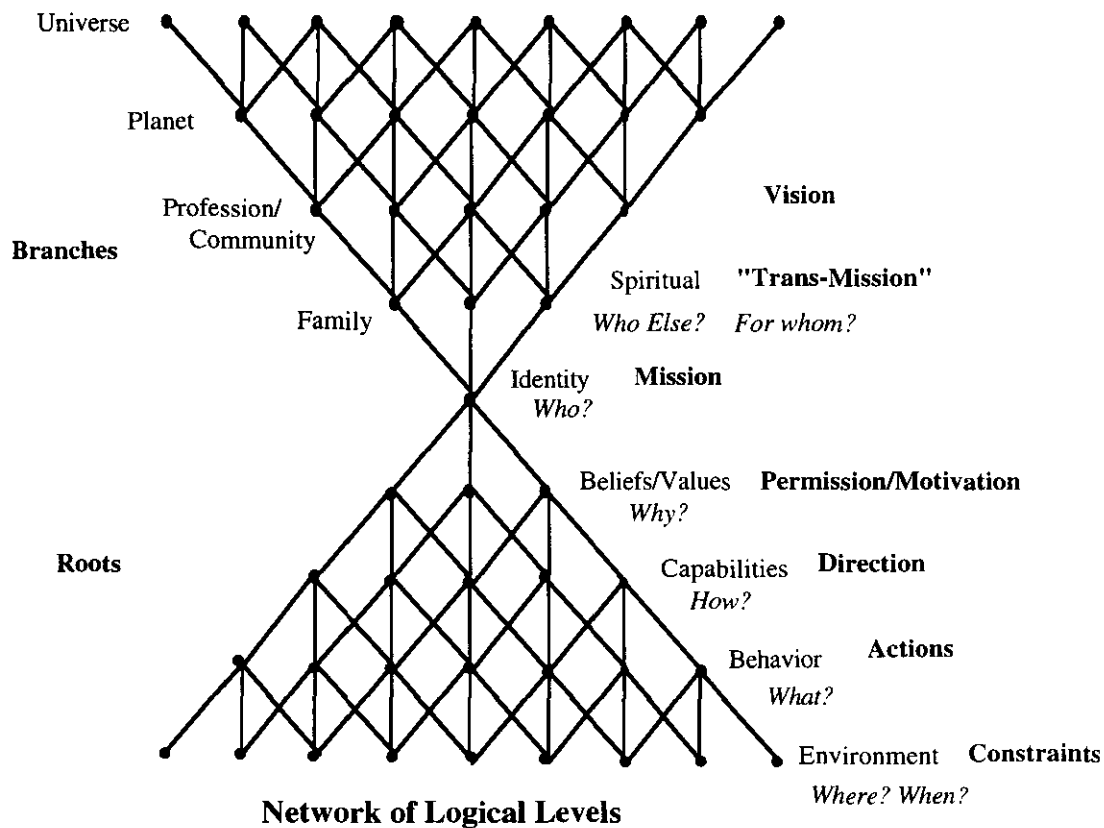 Universe
Planet
Vision
Profession/
Community
Branches
Spiritual "Trans-Mission"
Family
Who Else? For whom?
Identity Mission
Who?
Beliefs/Values Permission/Motivation
Why?
Roots
Capabilities Direction
How?
Behavior Actions
What?
Environment Constraints
Where? When?
Network of Logical Levels